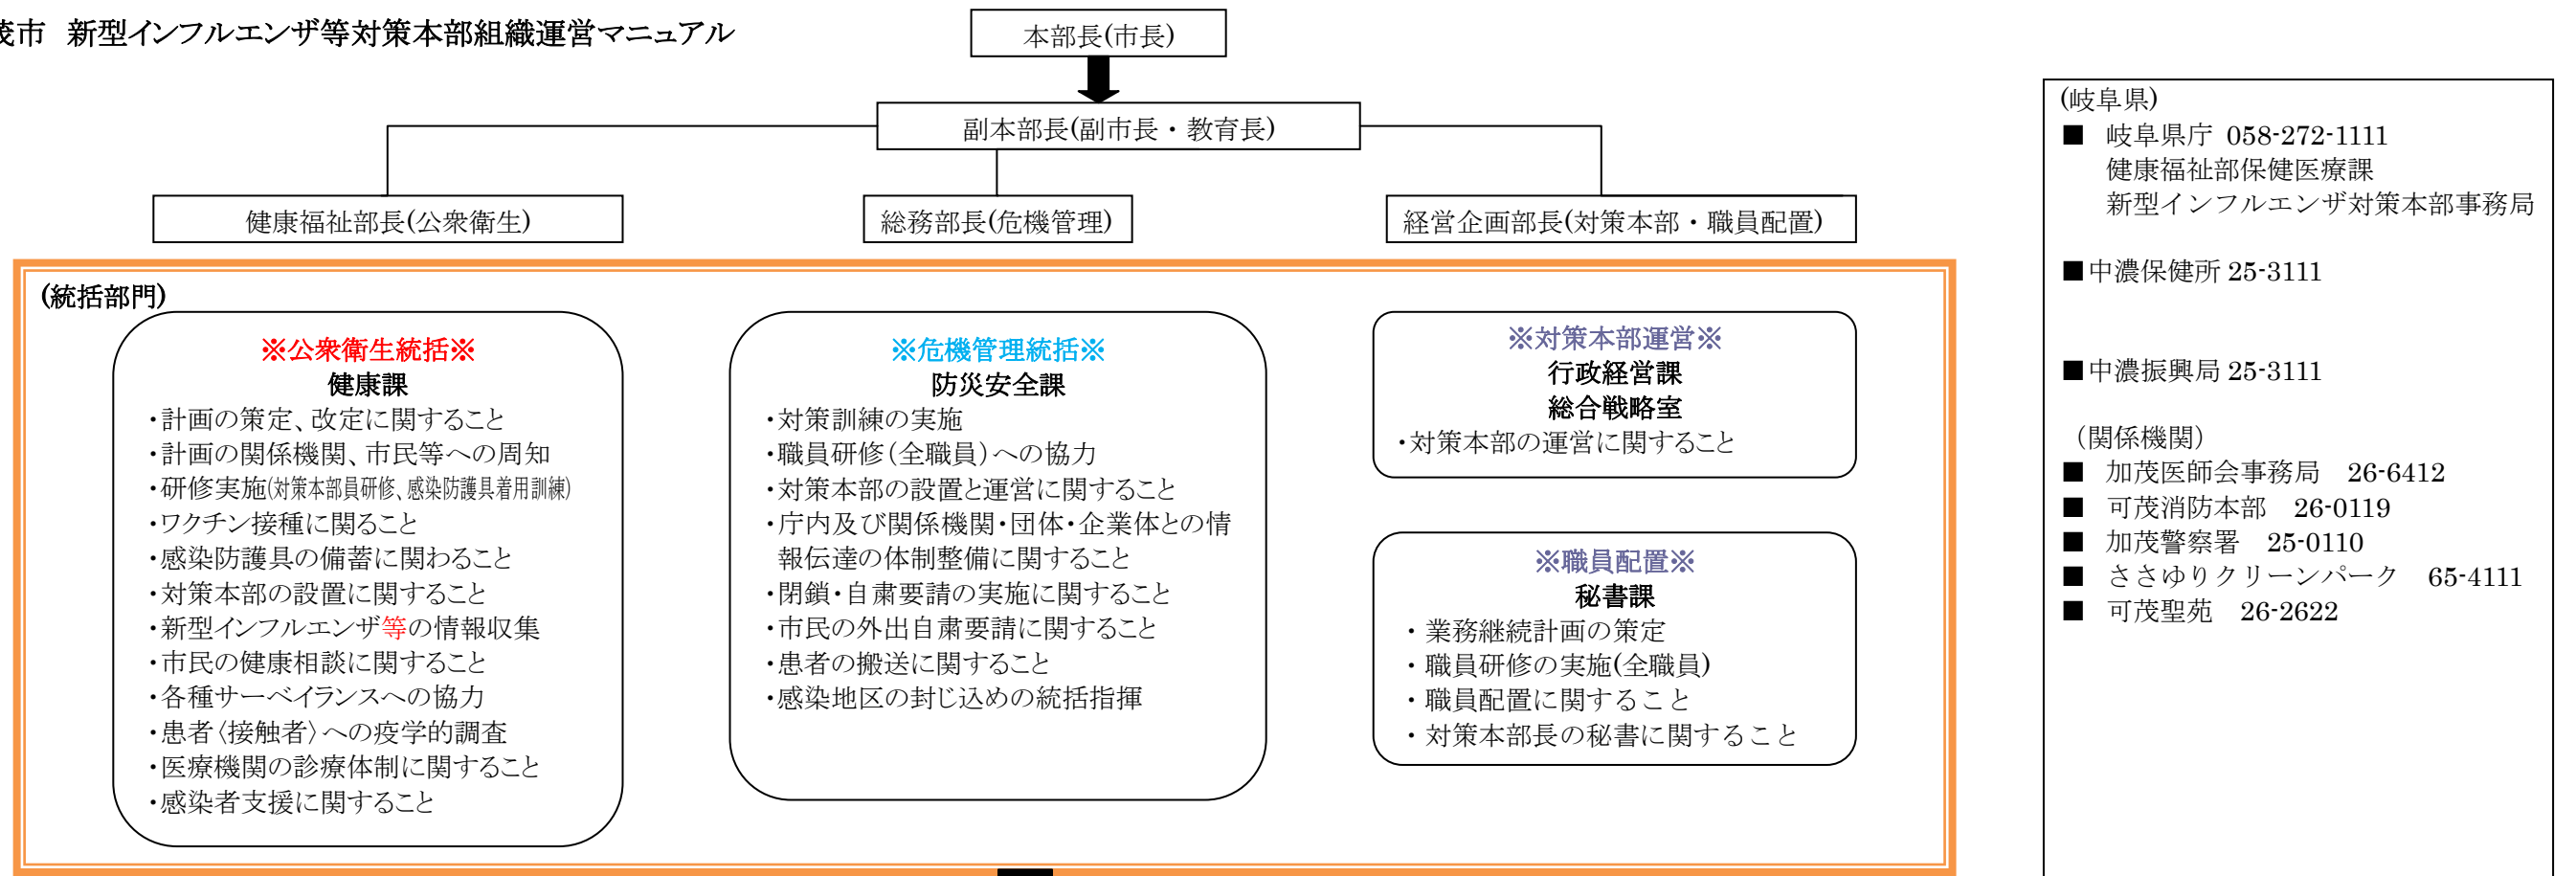 茂市 新型インフルエンザ等対策本部組織運営マニュアル
本部長(市長)
副本部長(副市長・教育長)
健康福祉部長(公衆衛生)
総務部長(危機管理)
経営企画部長(対策本部・職員配置)
(統括部門)
※公衆衛生統括※
健康課
・計画の策定、改定に関すること
・計画の関係機関、市民等への周知
・研修実施(対策本部員研修、感染防護具着用訓練)
・ワクチン接種に関ること
・感染防護具の備蓄に関わること
・対策本部の設置に関すること
・新型インフルエンザ等の情報収集
・市民の健康相談に関すること
・各種サーベイランスへの協力
・患者〈接触者〉への疫学的調査
・医療機関の診療体制に関すること
・感染者支援に関すること
※危機管理統括※
防災安全課
・対策訓練の実施
・職員研修(全職員)への協力
・対策本部の設置と運営に関すること
・庁内及び関係機関・団体・企業体との情
報伝達の体制整備に関すること
・閉鎖・自粛要請の実施に関すること
・市民の外出自粛要請に関すること
・患者の搬送に関すること
・感染地区の封じ込めの統括指揮
※対策本部運営※
行政経営課
総合戦略室
・対策本部の運営に関すること
※職員配置※
秘書課
・業務継続計画の策定
・職員研修の実施(全職員)
・職員配置に関すること
・対策本部長の秘書に関すること
(岐阜県)
■ 岐阜県庁 058-272-1111
健康福祉部保健医療課
新型インフルエンザ対策本部事務局
■中濃保健所 25-3111
■中濃振興局 25-3111
(関係機関)
■ 加茂医師会事務局 26-6412
■ 可茂消防本部 26-0119
■ 加茂警察署 25-0110
■ ささゆりクリーンパーク 65-4111
■ 可茂聖苑 26-2622